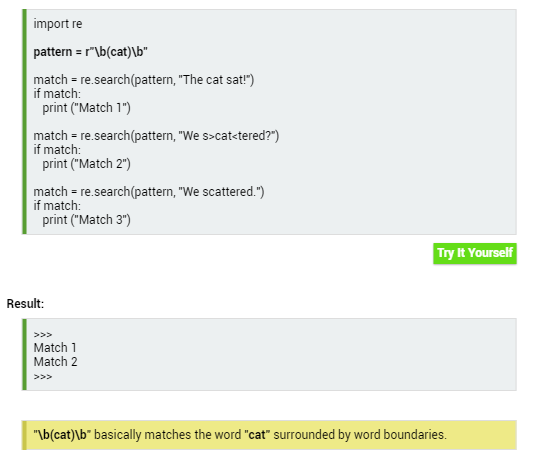 import re
pattern = r"\b(cat)\b"
match = re.search(pattern, "The cat sat!")
if match:
   print ("Match 1")
match = re.search(pattern, "We s>cat<tered?")
if match:
   print ("Match 2")
match = re.search(pattern, "We scattered.")
if match:
   print ("Match 3")
Try It Yourself
Result:
>>>
Match 1
Match 2
>>>
"\b(cat)\b" basically matches the word "cat" surrounded by word boundaries.